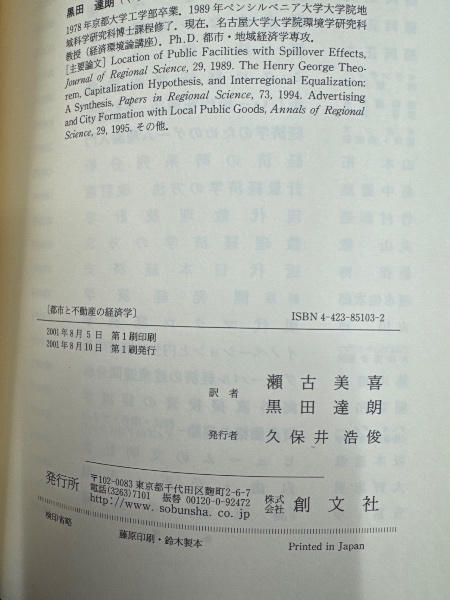 黒田 達朗
1978年京都大学工学部卒業. 1989年ペンシルベニア大学大学院地
域科学研究科博士課程修了. 現在, 名古屋大学大学院環境学研究科
教授(経済環境論講座). Ph.D. 都市・地域経済学専攻.
[主要論文] Location of Public Facilities with Spillover Effects,
Journal of Regional Science, 29, 1989. The Henry George Theo-
rem, Capitalization Hypothesis, and Interregional Equalization:
A Synthesis, Papers in Regional Science, 73, 1994. Advertising
and City Formation with Local Public Goods, Annals of Regional
Science, 29, 1995. その他.
[都市と不動産の経済学]
ISBN 4-423-85103-2
2001年8月5日 第1刷印刷
2001年8月10日 第1刷発行
訳者 瀬古美喜
黒田達朗
発行者 久保井浩俊
発行所 〒102-0083 東京都千代田区麴町2-6-7
電話(3263)7101 振替 00120-0-92472
http://www.sobunsha.co.jp
株式会社 創文社
検印省略
藤原印刷・鈴木製本
Printed in Japan